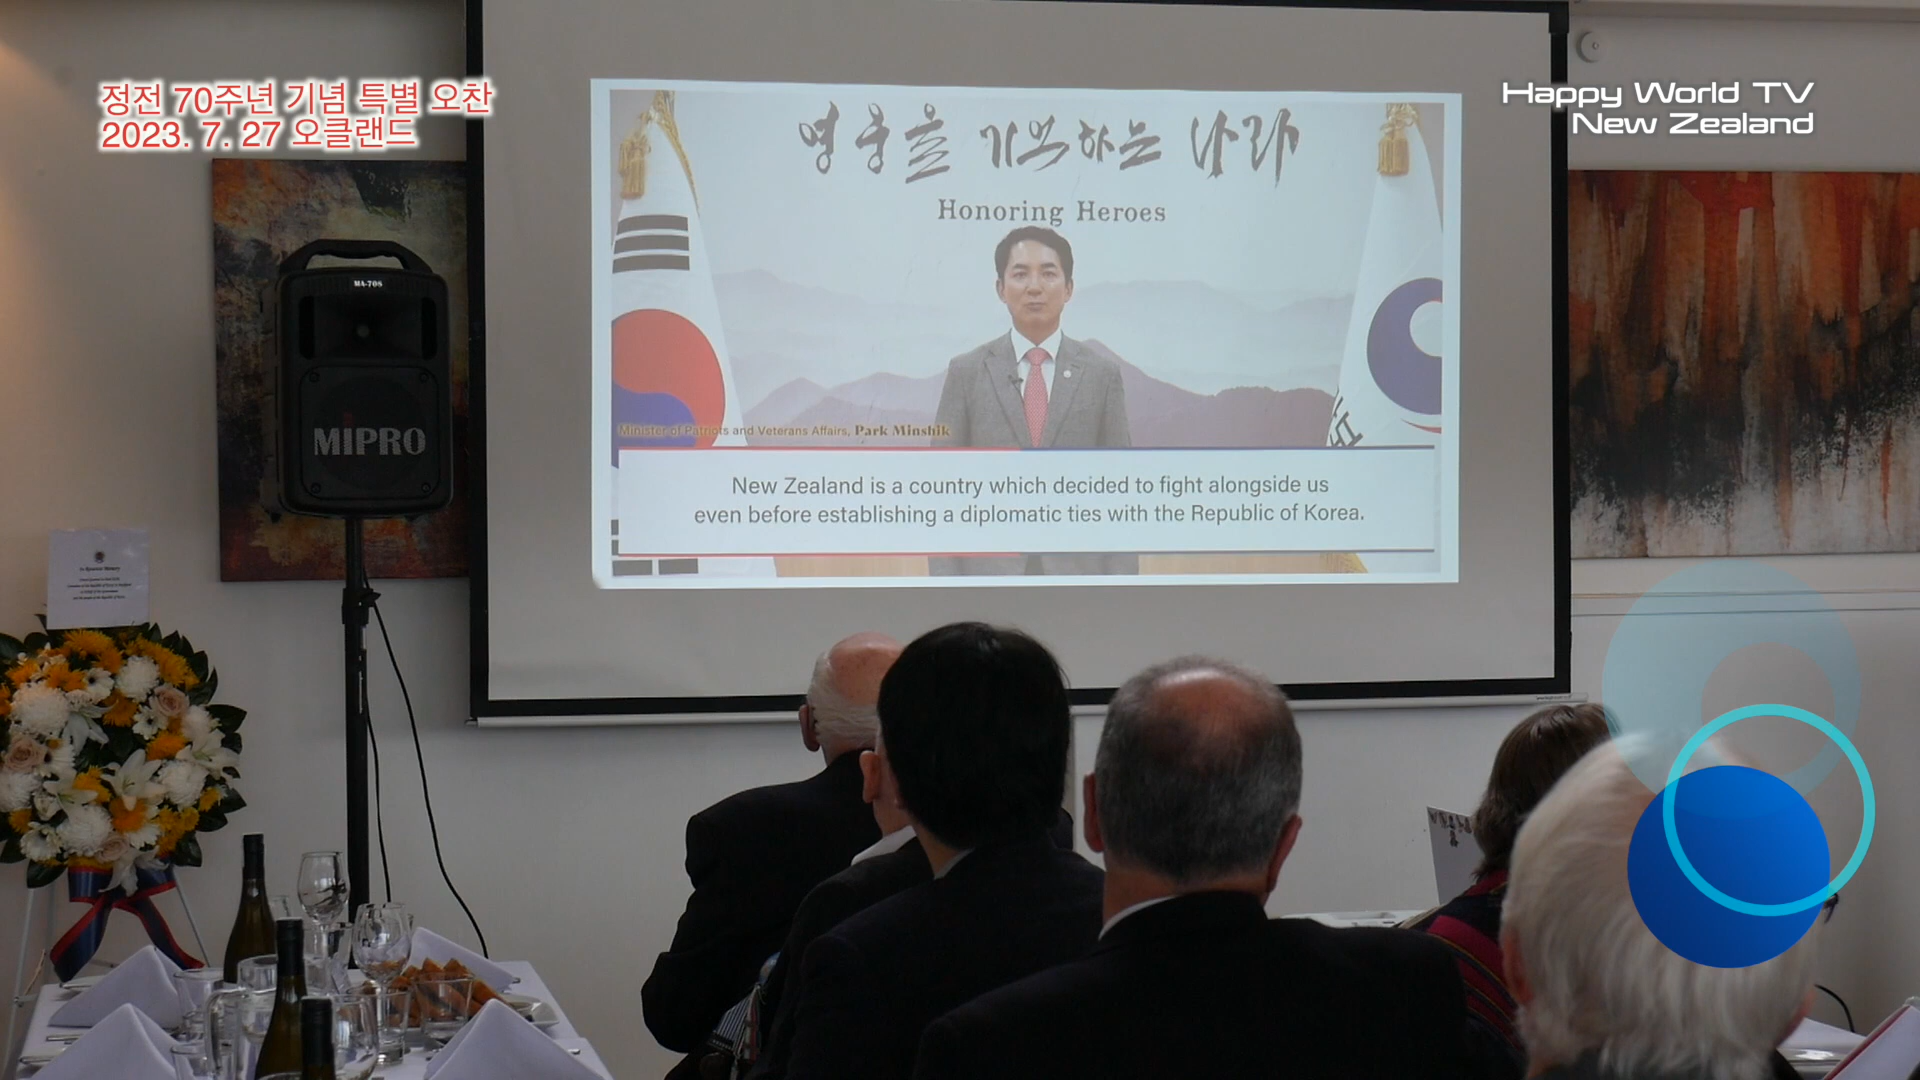 정전 70주년 기념 특별 오찬
2023. 7. 27 오클랜드
Happy World TV
New Zealand
영웅을 기억하는 나라
Honoring Heroes
MA-708
MIPRO
Minister of Patriots and Veterans Affairs, Park Minshik
New Zealand is a country which decided to fight alongside us
even before establishing a diplomatic ties with the Republic of Korea.